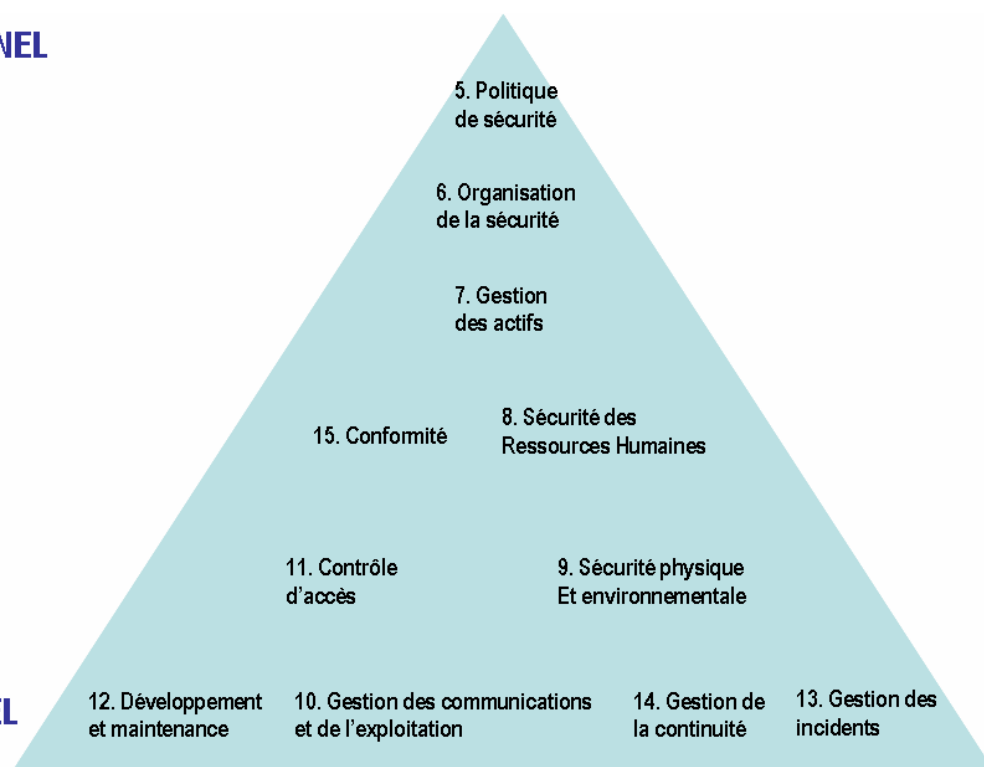 NEL
5. Politique
de sécurité
6. Organisation
de la sécurité
7. Gestion
des actifs
15. Conformité
8. Sécurité des
Ressources Humaines
11. Contrôle
d'accès
9. Sécurité physique
Et environnementale
12. Développement
et maintenance
10. Gestion des communications
et de l'exploitation
14. Gestion de
la continuité
13. Gestion des
incidents
EL